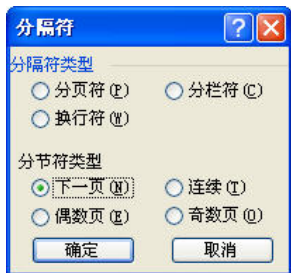 分隔符
分隔符类型
分页符(P) 分栏符(C)
换行符(W)
分节符类型
下一页(N) 连续(T)
偶数页(E) 奇数页(O)
确定 取消